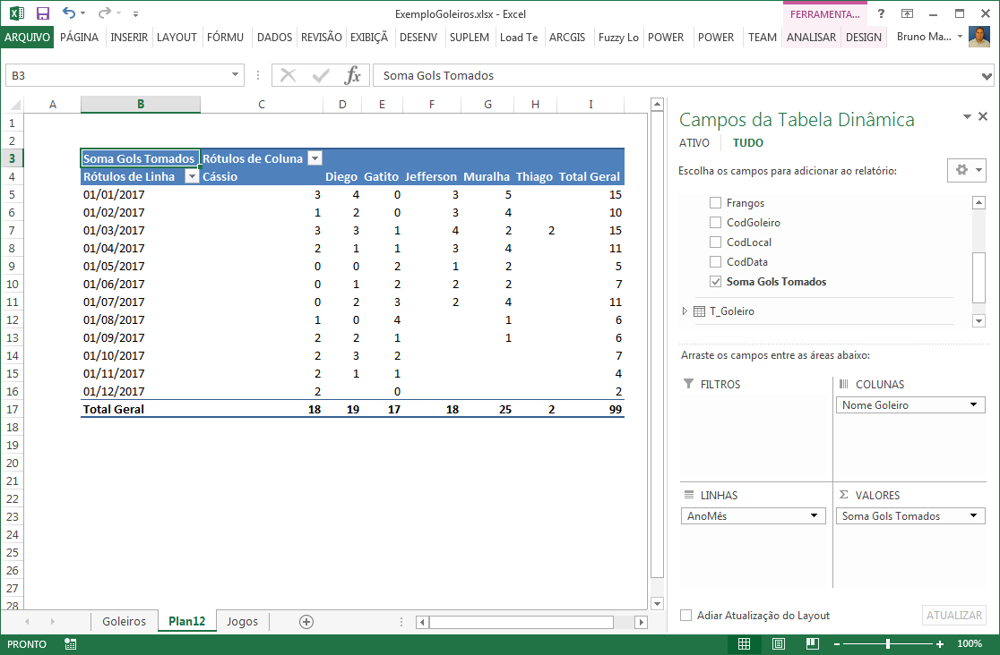 ExemploGoleiros.xlsx - Excel
FERRAMENTA... ?
ARQUIVO PÁGINA INSERIR LAYOUT FÓRMU DADOS REVISÃO EXIBIÇÃ DESENV SUPLEM Load Te ARCGIS Fuzzy Lo POWER POWER TEAM ANALISAR DESIGN Bruno Ma...
B3 fx Soma Gols Tomados
A B C D E F G H I
1
2
3 Soma Gols Tomados Rótulos de Coluna
4 Rótulos de Linha Cássio Diego Gatito Jefferson Muralha Thiago Total Geral
5 01/01/2017 3 4 0 3 5 15
6 01/02/2017 1 2 0 3 4 10
7 01/03/2017 3 3 1 4 2 2 15
8 01/04/2017 2 1 1 3 4 11
9 01/05/2017 0 0 2 1 2 5
10 01/06/2017 0 1 2 2 2 7
11 01/07/2017 0 2 3 2 4 11
12 01/08/2017 1 0 4 1 6
13 01/09/2017 2 2 1 1 6
14 01/10/2017 2 3 2 7
15 01/11/2017 2 1 1 4
16 01/12/2017 2 0 2
17 Total Geral 18 19 17 18 25 2 99
18
19
20
21
22
23
24
25
26
27
28
Campos da Tabela Dinâmica
ATIVO TUDO
Escolha os campos para adicionar ao relatório:
Frangos
CodGoleiro
CodLocal
CodData
Soma Gols Tomados
T_Goleiro
Arraste os campos entre as áreas abaixo:
FILTROS
COLUNAS
Nome Goleiro
LINHAS
AnoMês
Σ VALORES
Soma Gols Tomados
Adiar Atualização do Layout ATUALIZAR
Goleiros Plan12 Jogos
PRONTO 100%